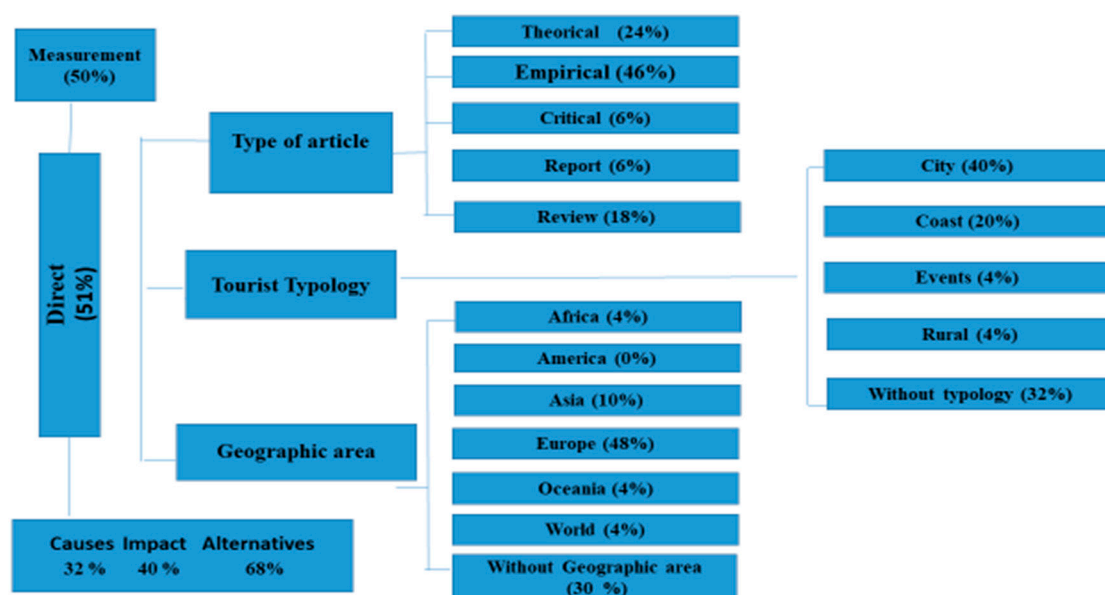 Measurement
(50%)
Direct
(51%)
Causes Impact Alternatives
32 % 40 % 68%
Type of article
Theorical (24%)
Empirical (46%)
Critical (6%)
Report (6%)
Review (18%)
Tourist Typology
City (40%)
Coast (20%)
Events (4%)
Rural (4%)
Without typology (32%)
Geographic area
Africa (4%)
America (0%)
Asia (10%)
Europe (48%)
Oceania (4%)
World (4%)
Without Geographic area
(30 %)